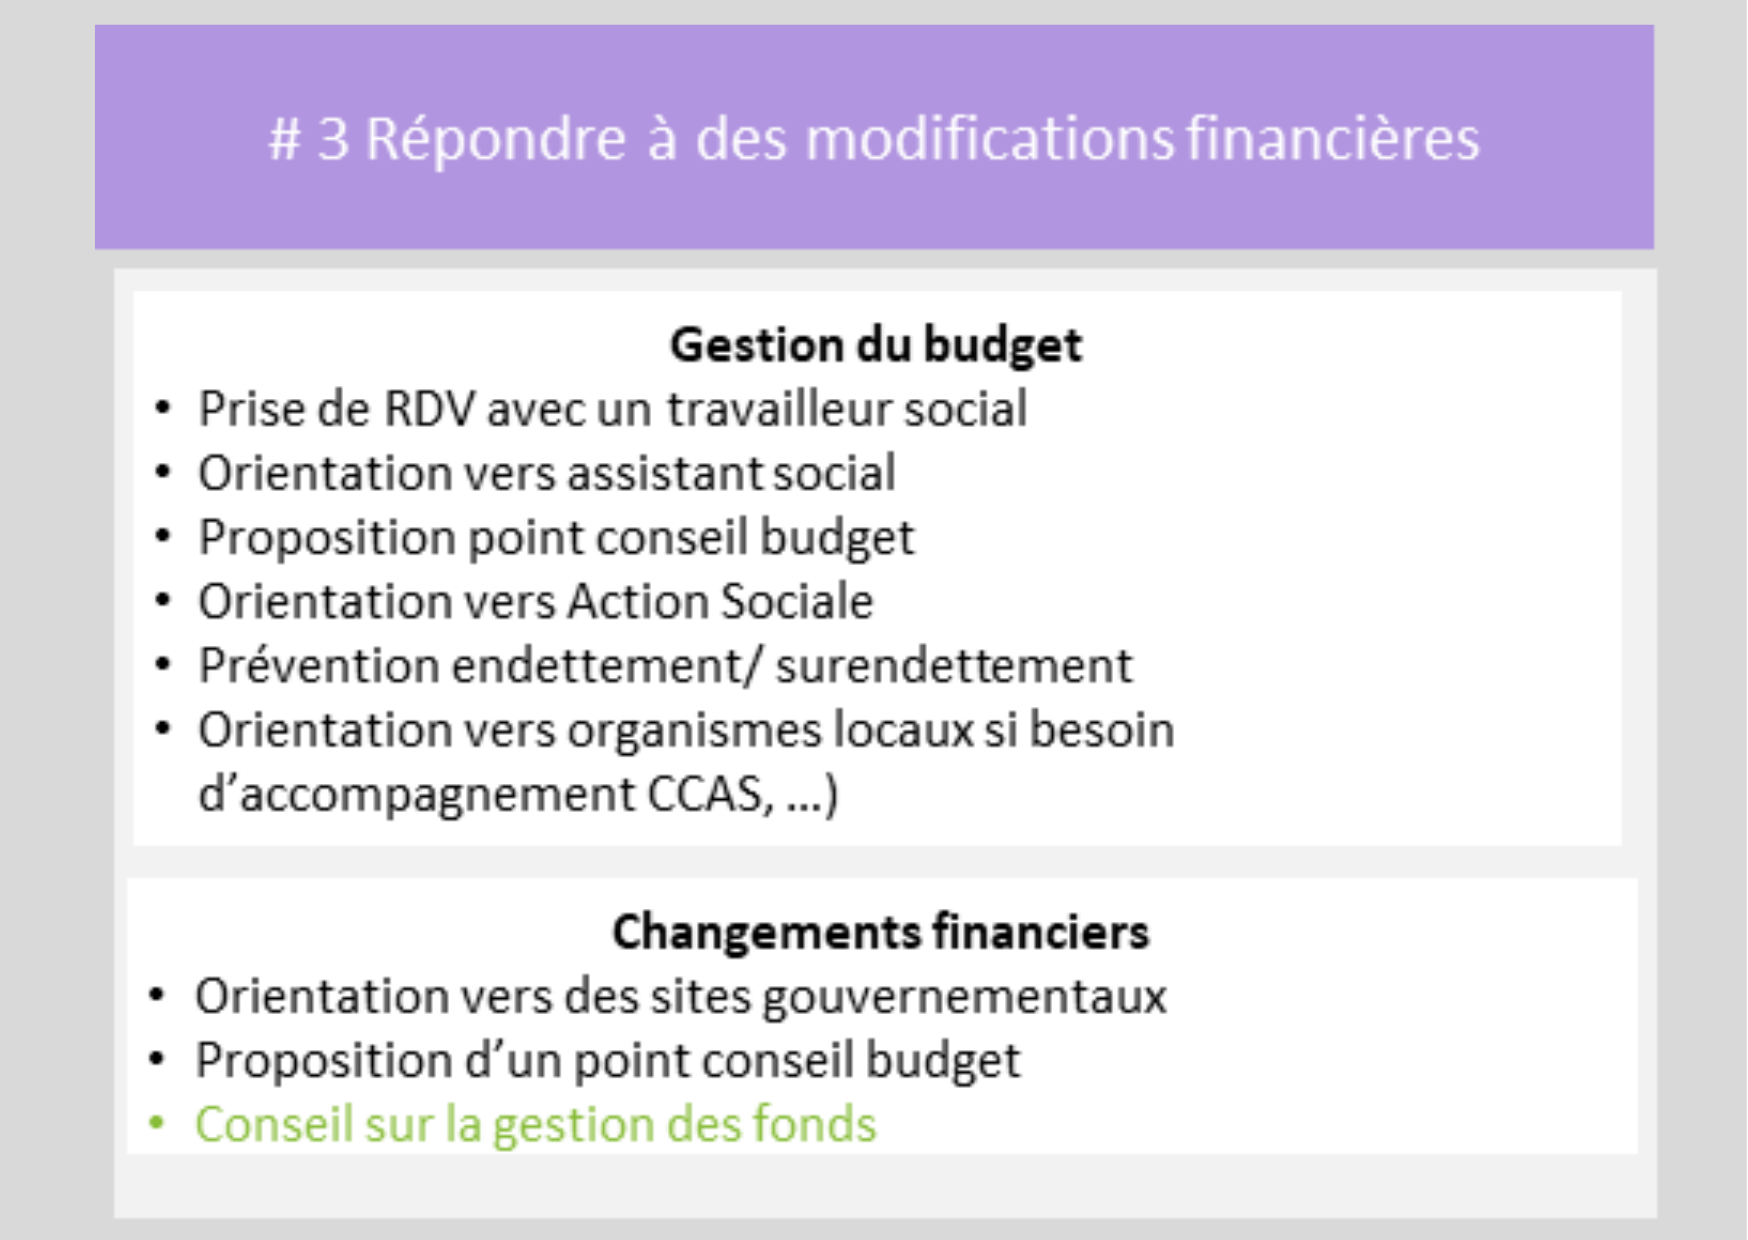 # 3 Répondre à des modifications financières
Gestion du budget
• Prise de RDV avec un travailleur social
• Orientation vers assistant social
• Proposition point conseil budget
• Orientation vers Action Sociale
• Prévention endettement/ surendettement
• Orientation vers organismes locaux si besoin
d’accompagnement CCAS, ...)
Changements financiers
• Orientation vers des sites gouvernementaux
• Proposition d’un point conseil budget
• Conseil sur la gestion des fonds